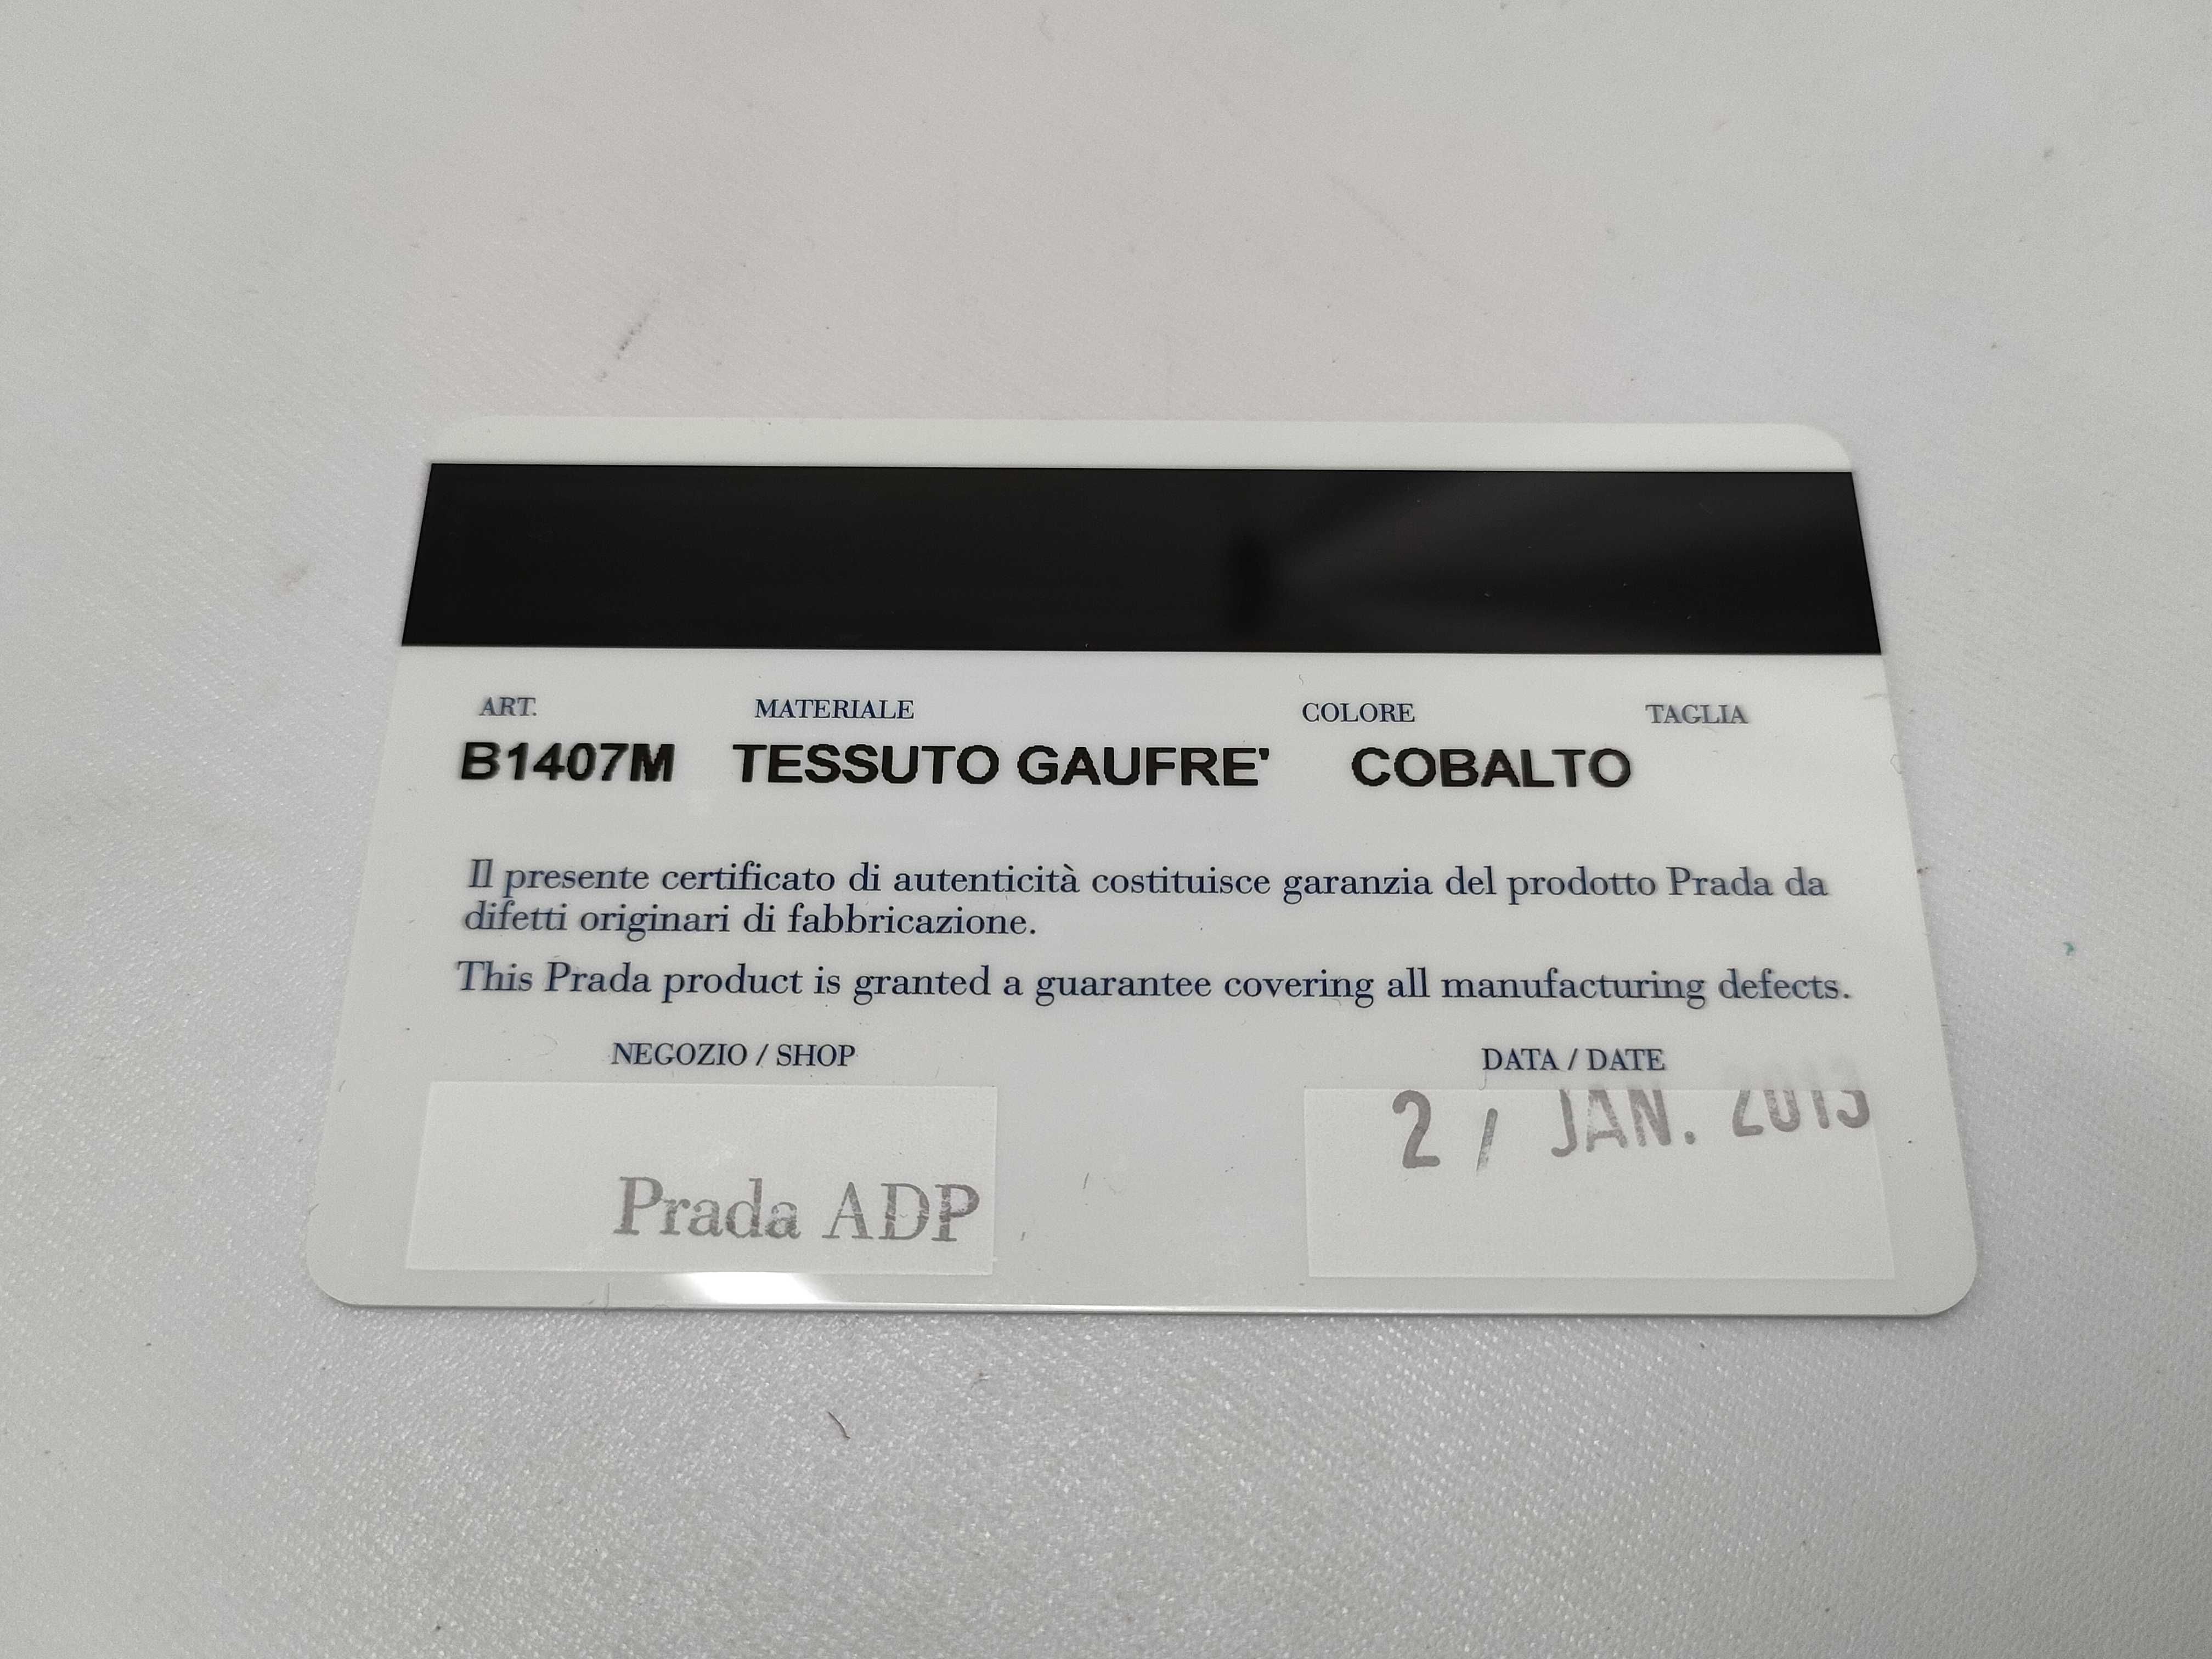 ART. MATERIALE COLORE TAGLIA
B1407M TESSUTO GAUFRE' COBALTO
Il presente certificato di autenticità costituisce garanzia del prodotto Prada da
difetti originari di fabbricazione.
This Prada product is granted a guarantee covering all manufacturing defects.
NEGOZIO / SHOP DATA / DATE
2 / JAN. 2013
Prada ADP